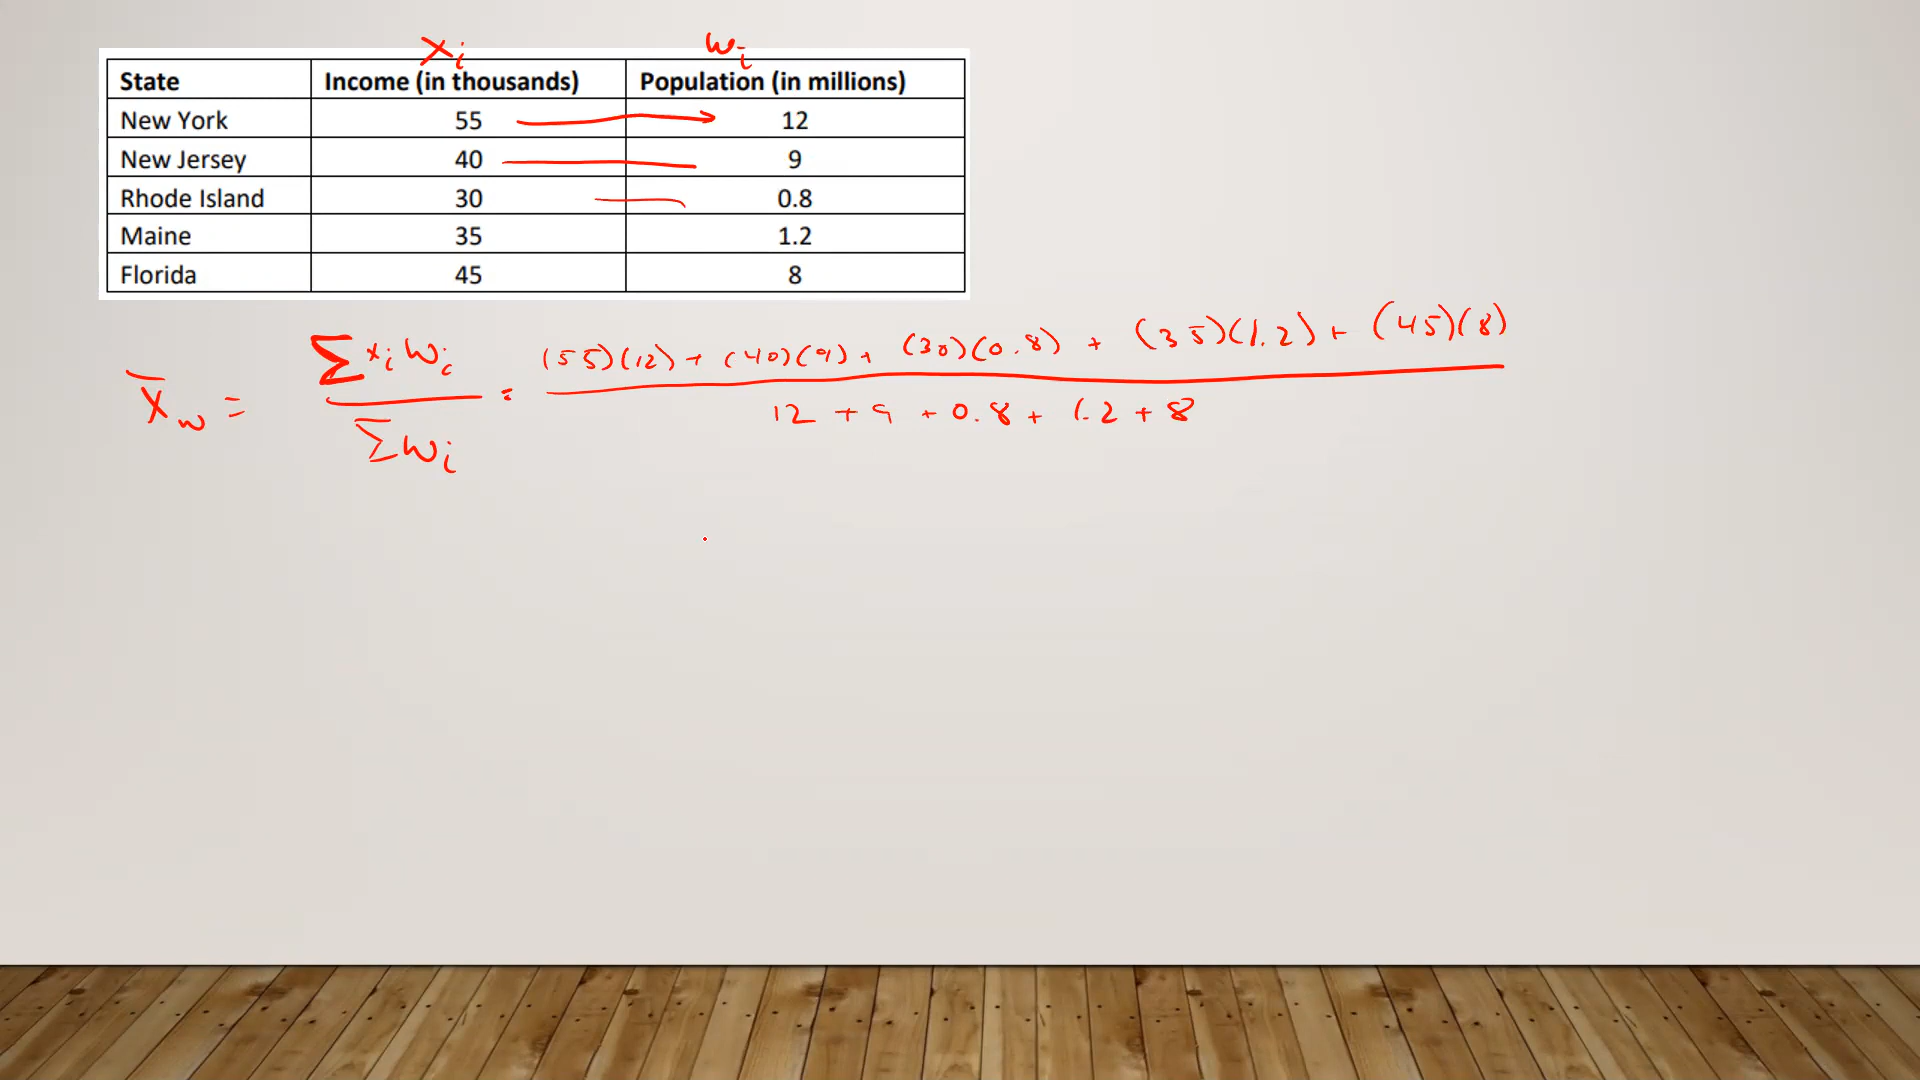 xᵢ wᵢ
State Income (in thousands) Population (in millions)
New York 55 12
New Jersey 40 9
Rhode Island 30 0.8
Maine 35 1.2
Florida 45 8
x̄w = Σxᵢwᵢ / Σwᵢ = (55)(12) + (40)(9) + (30)(0.8) + (35)(1.2) + (45)(8) / 12 + 9 + 0.8 + 1.2 + 8